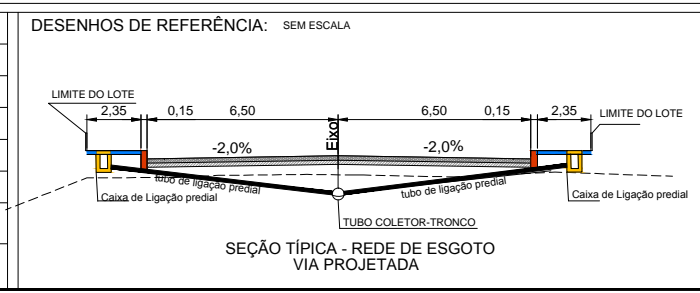 DESENHOS DE REFERÊNCIA: SEM ESCALA
LIMITE DO LOTE
2,35 0,15 6,50 6,50 0,15 2,35
LIMITE DO LOTE
Eixo
-2,0% -2,0%
tubo de ligação predial
tubo de ligação predial
Caixa de Ligação predial
Caixa de Ligação predial
TUBO COLETOR-TRONCO
SEÇÃO TÍPICA - REDE DE ESGOTO
VIA PROJETADA